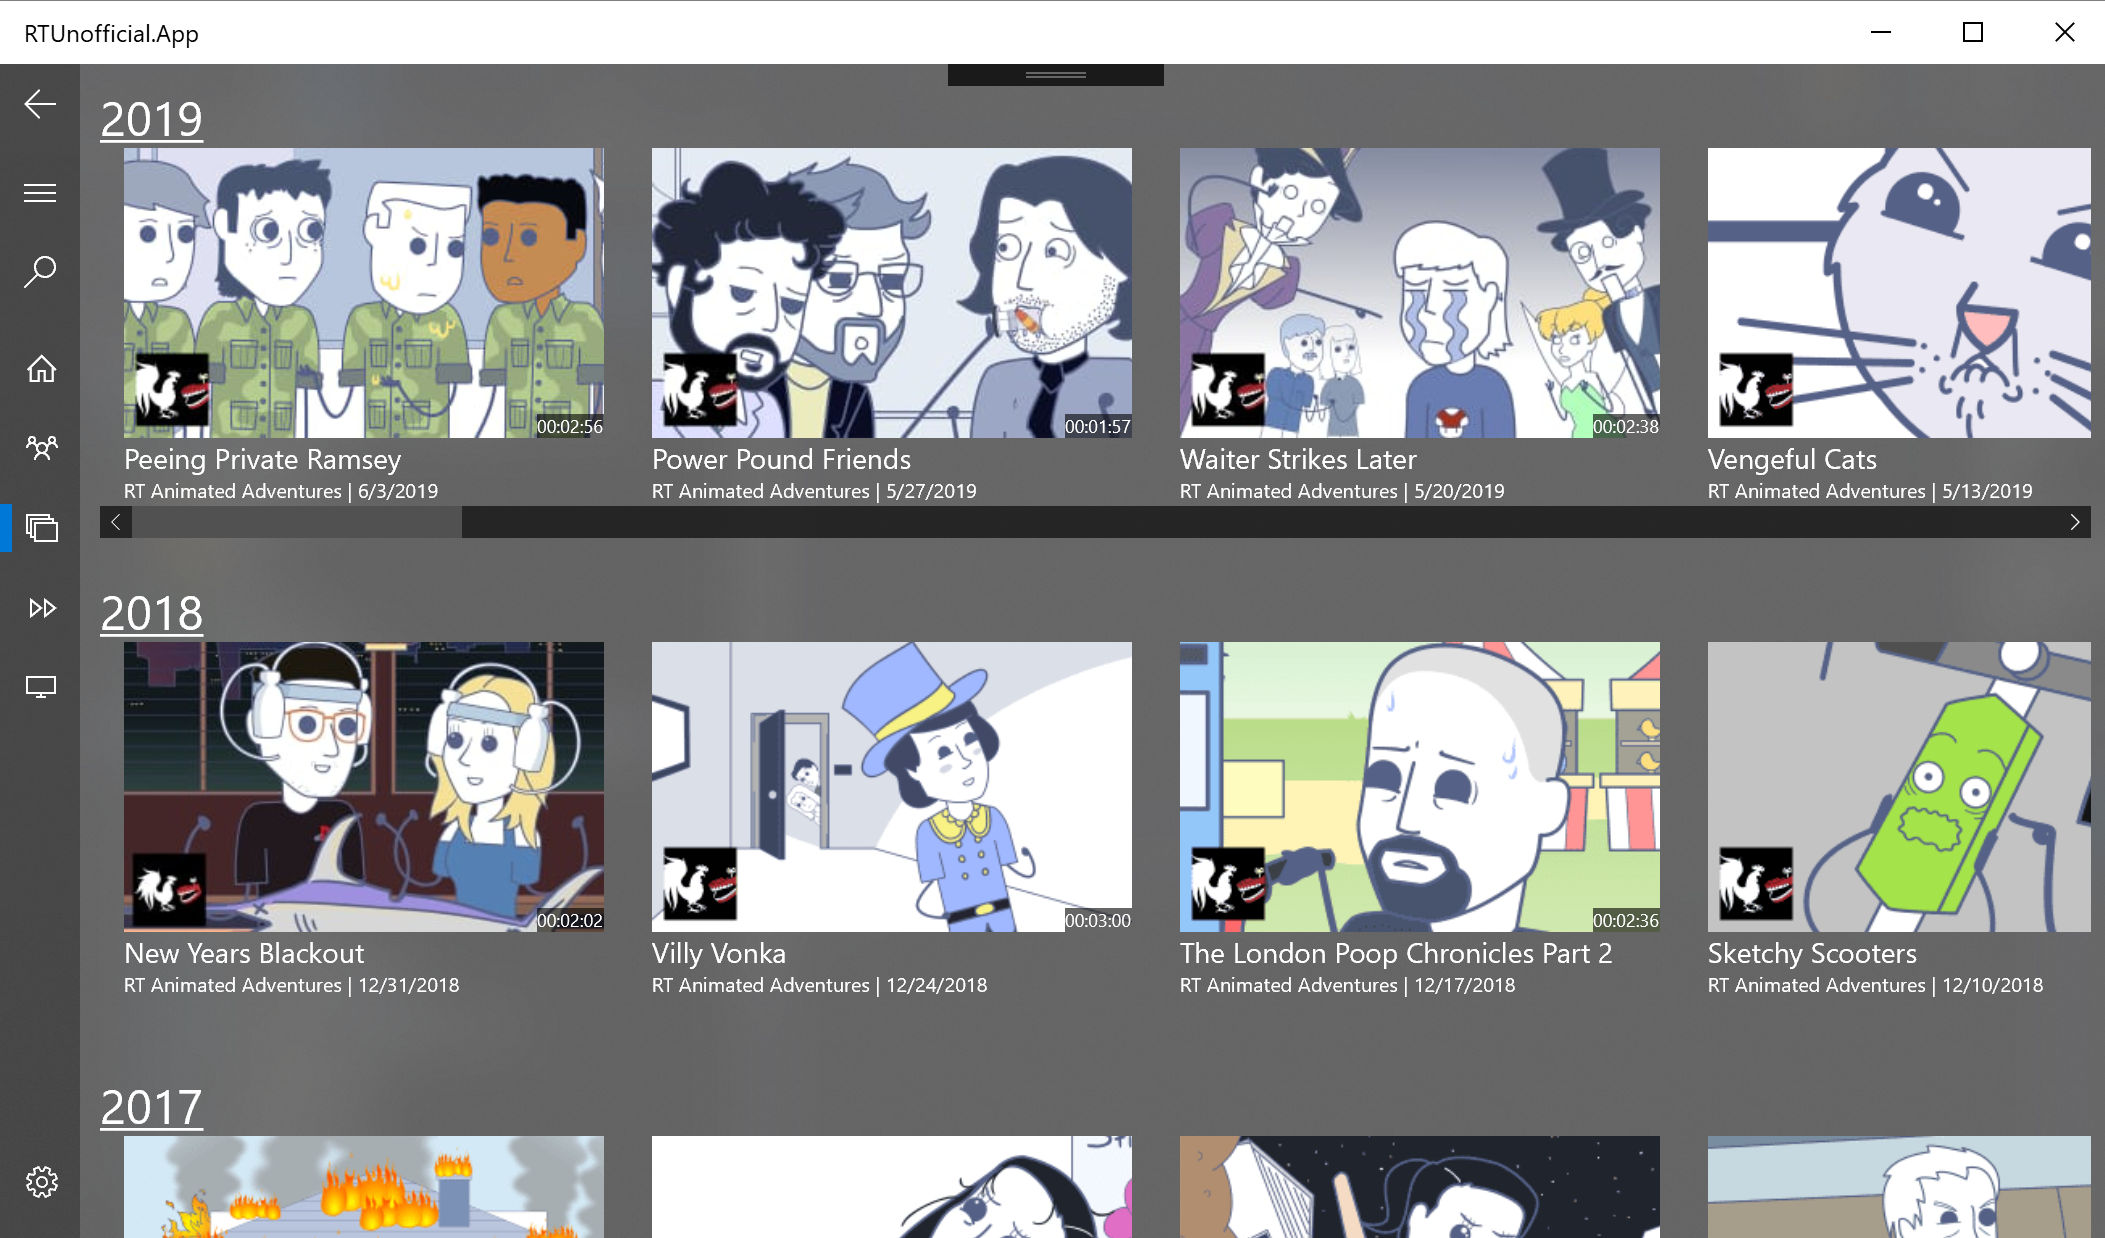 RTUnofficial.App
2019
00:02:56
00:01:57
00:02:38
Peeing Private Ramsey
Power Pound Friends
Waiter Strikes Later
Vengeful Cats
RT Animated Adventures | 6/3/2019
RT Animated Adventures | 5/27/2019
RT Animated Adventures | 5/20/2019
RT Animated Adventures | 5/13/2019
2018
00:02:02
00:03:00
00:02:36
New Years Blackout
Villy Vonka
The London Poop Chronicles Part 2
Sketchy Scooters
RT Animated Adventures | 12/31/2018
RT Animated Adventures | 12/24/2018
RT Animated Adventures | 12/17/2018
RT Animated Adventures | 12/10/2018
2017